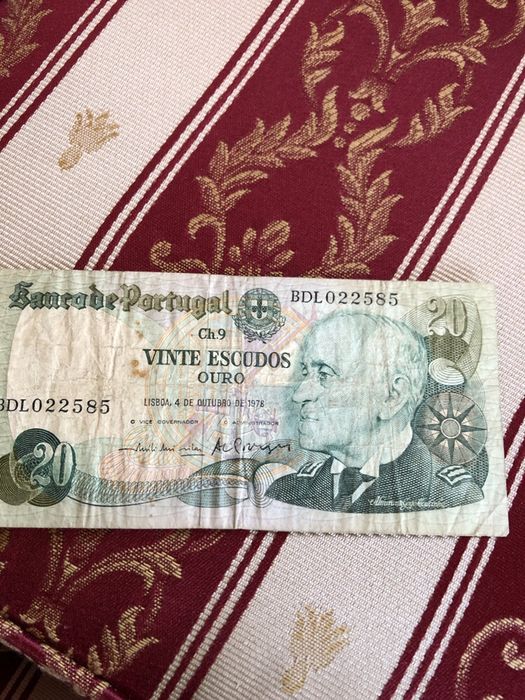 Banco de Portugal
BDL022585
20
Ch.9
VINTE ESCUDOS
OURO
LISBOA, 4 DE OUTUBRO DE 1978
BDL022585
O VICE GOVERNADOR O ADMINISTRADOR
20